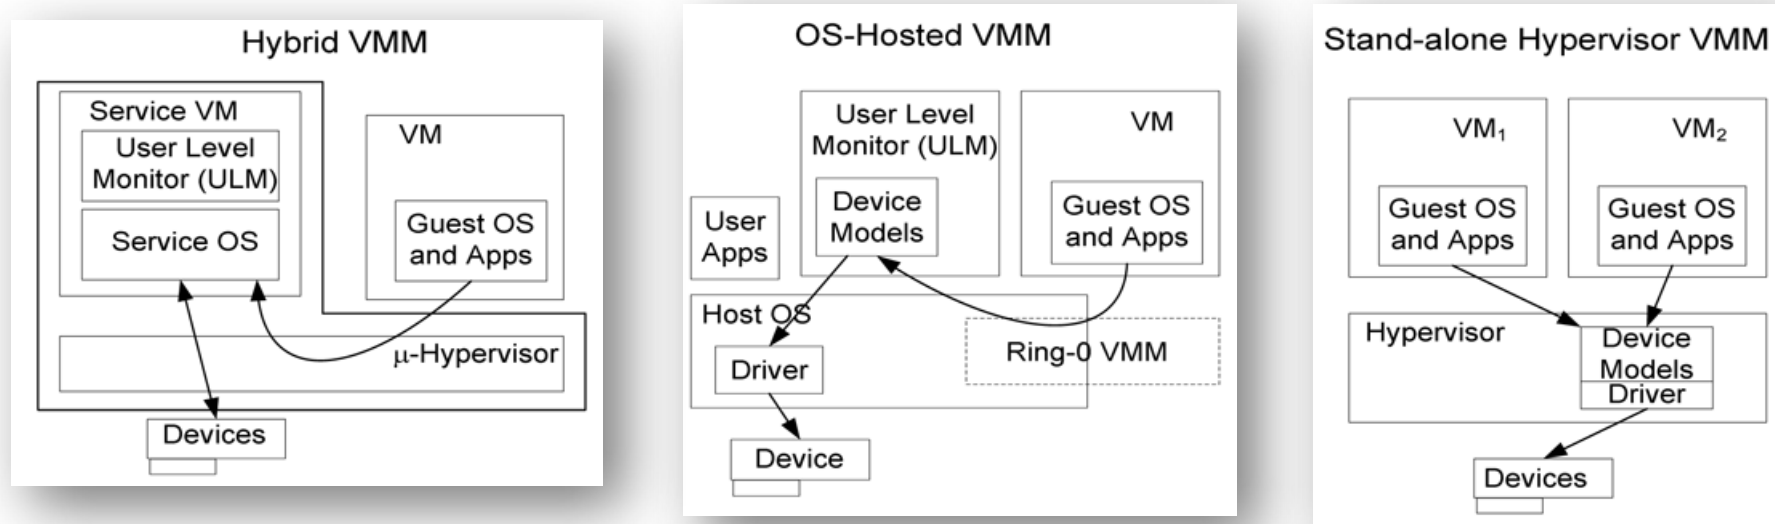 Hybrid VMM
Service VM
User Level
Monitor (ULM)
Service OS
VM
Guest OS
and Apps
μ-Hypervisor
Devices
OS-Hosted VMM
User Level
Monitor (ULM)
Device
Models
User
Apps
VM
Guest OS
and Apps
Host OS
Ring-0 VMM
Driver
Device
Stand-alone Hypervisor VMM
VM₁
Guest OS
and Apps
VM₂
Guest OS
and Apps
Hypervisor
Device
Models
Driver
Devices